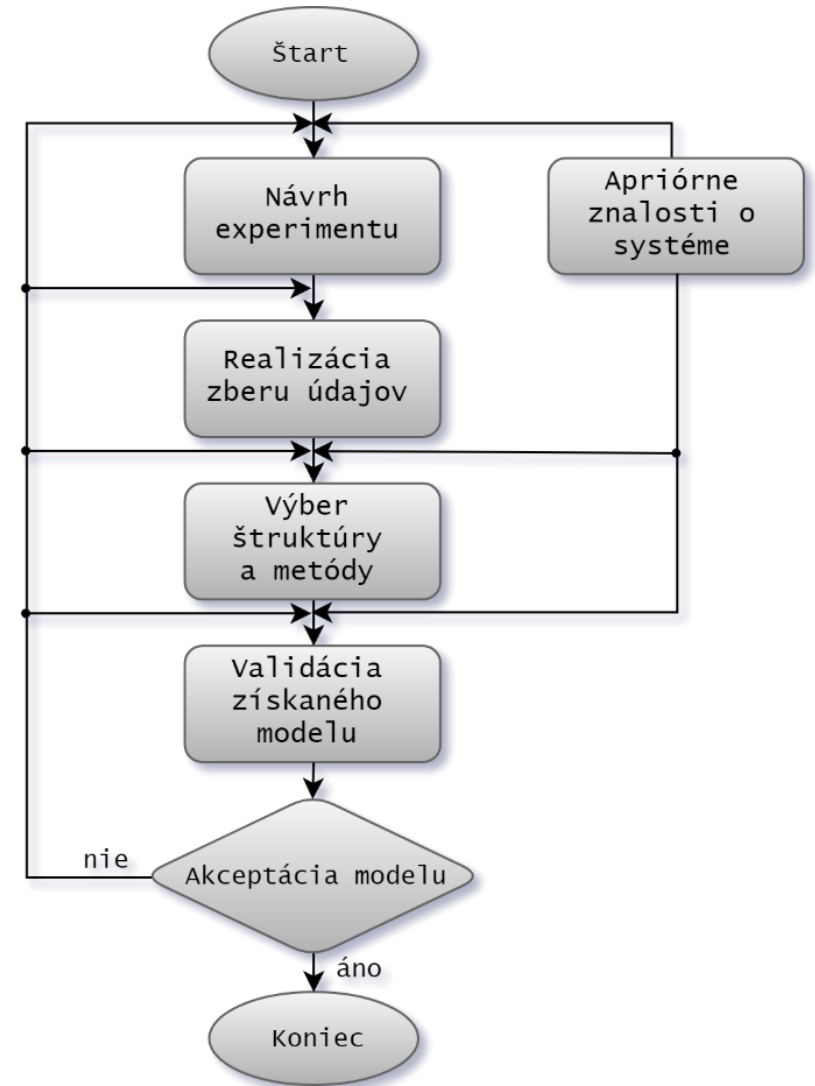 Štart
Návrh
experimentu
Apriórne
znalosti o
systéme
Realizácia
zberu údajov
Výber
štruktúry
a metódy
Validácia
získaného
modelu
nie
Akceptácia modelu
áno
Koniec